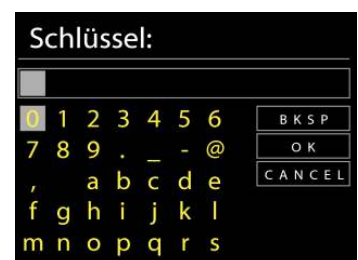 Schlüssel:
0 1 2 3 4 5 6 BKSP
7 8 9 . _ - @ OK
, a b c d e CANCEL
f g h i j k l
m n o p q r s